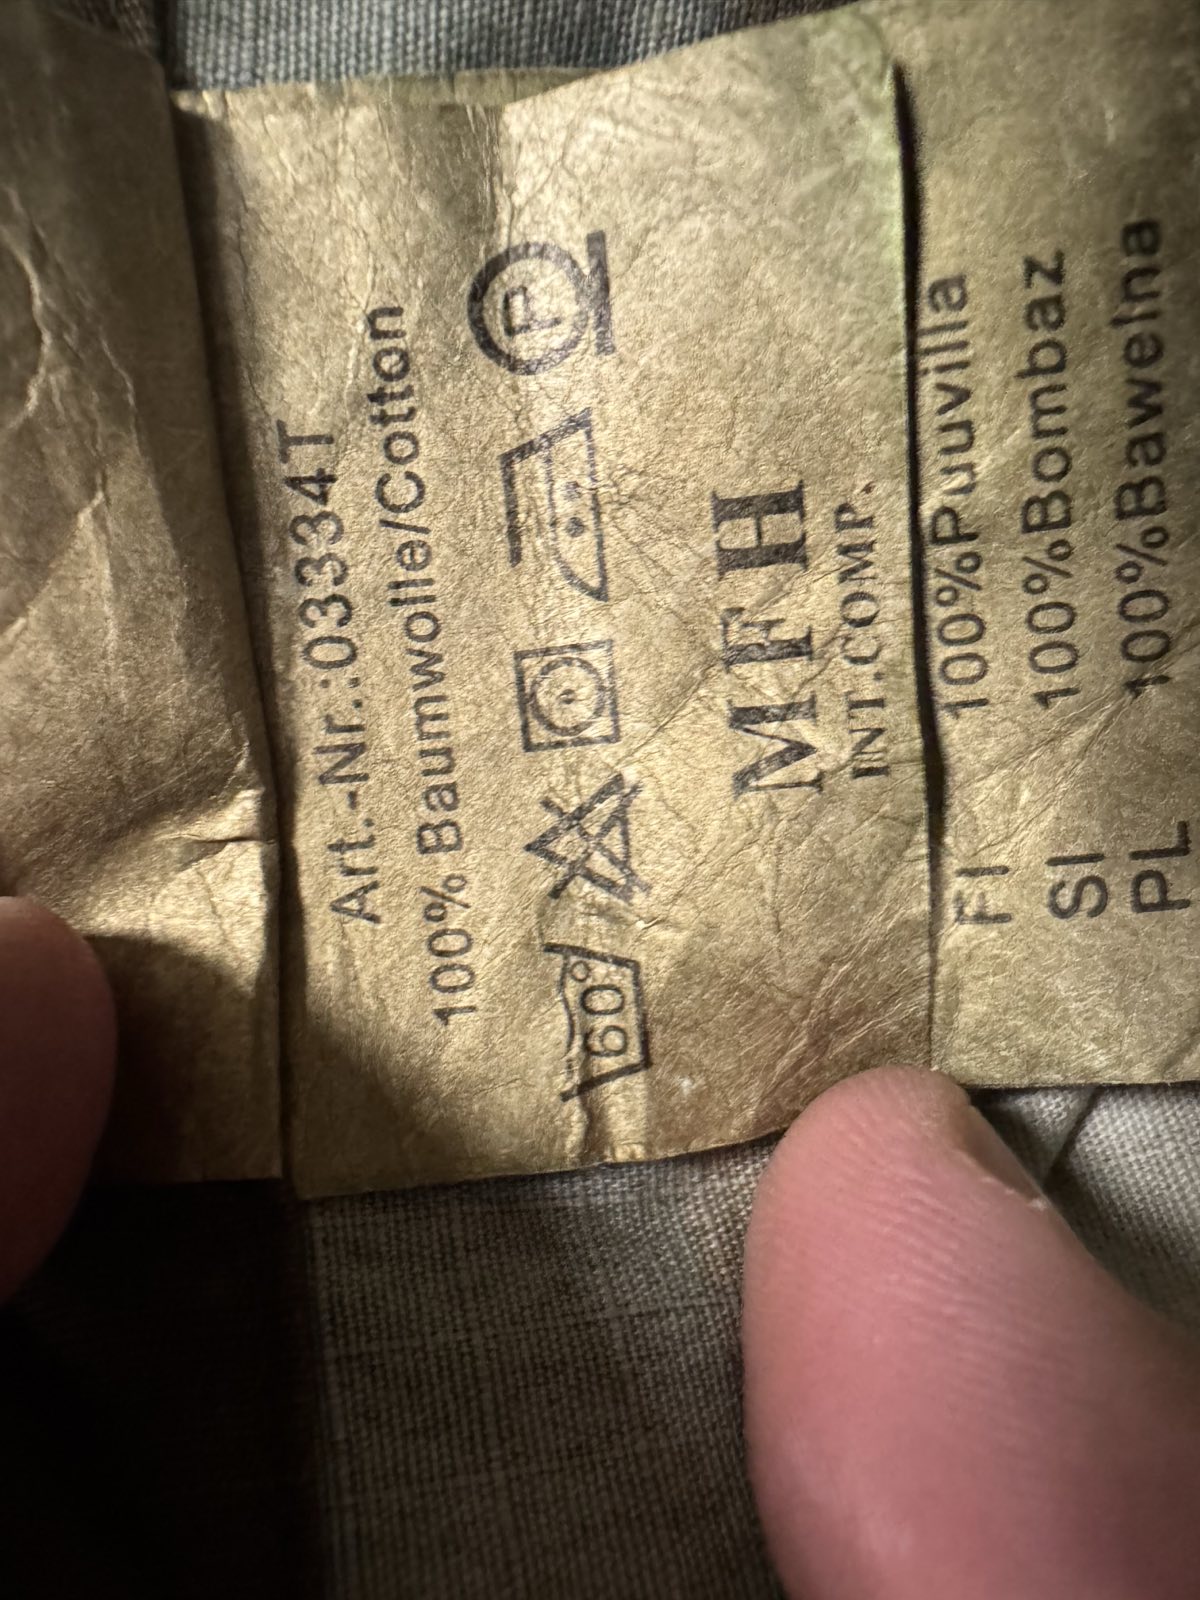 Art.-Nr.:03334T
100% Baumwolle/Cotton
60°
P
MFH
INT.COMP.
FI 100%Puuvilla
SI 100%Bombaz
PL 100%Bawelna